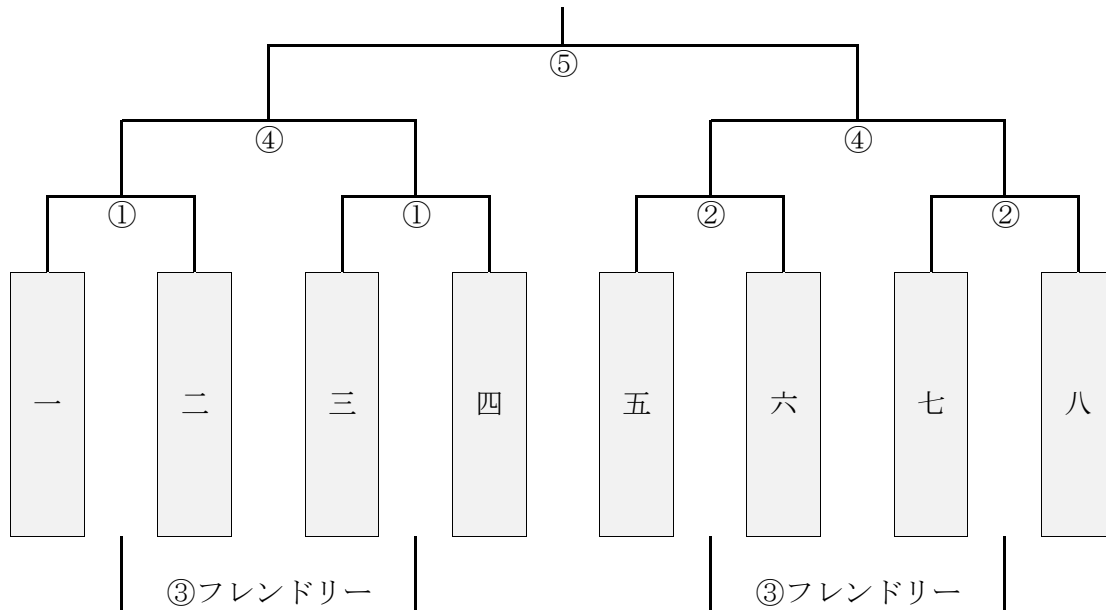 ⑤
④ ④
① ① ② ②
一 二 三 四 五 六 七 八
③フレンドリー ③フレンドリー